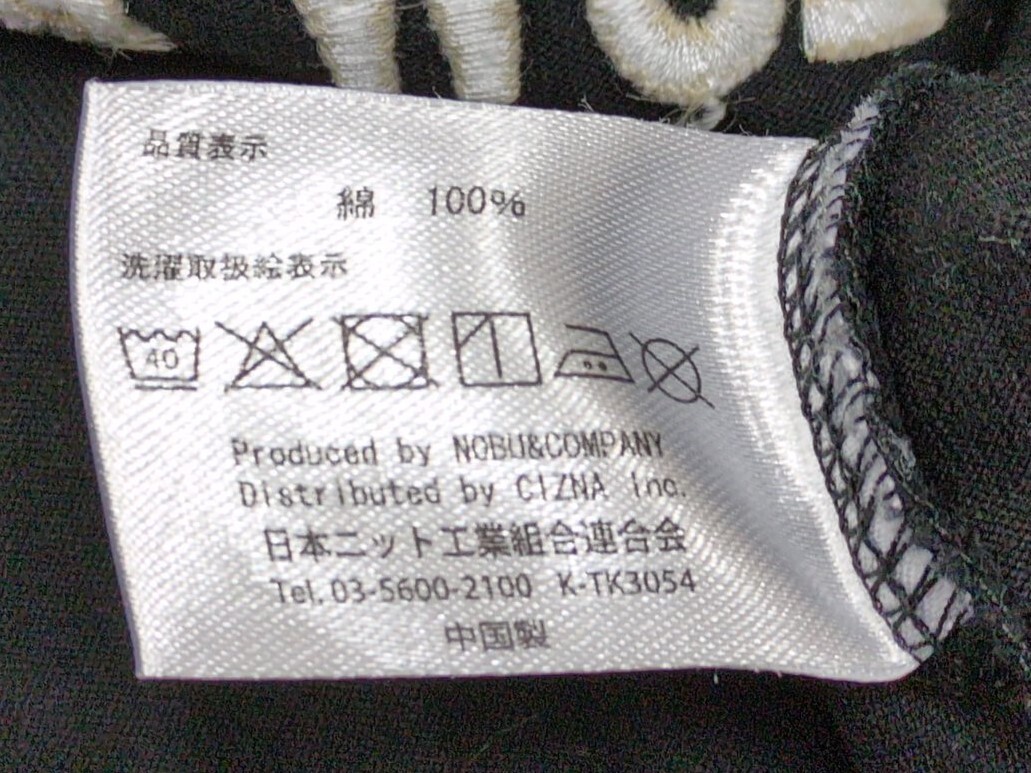 品質表示
綿 100%
洗濯取扱絵表示
40
Produced by NOBU&COMPANY
Distributed by CIZNA Inc.
日本ニット工業組合連合会
Tel. 03-5600-2100 K-TK3054
中国製